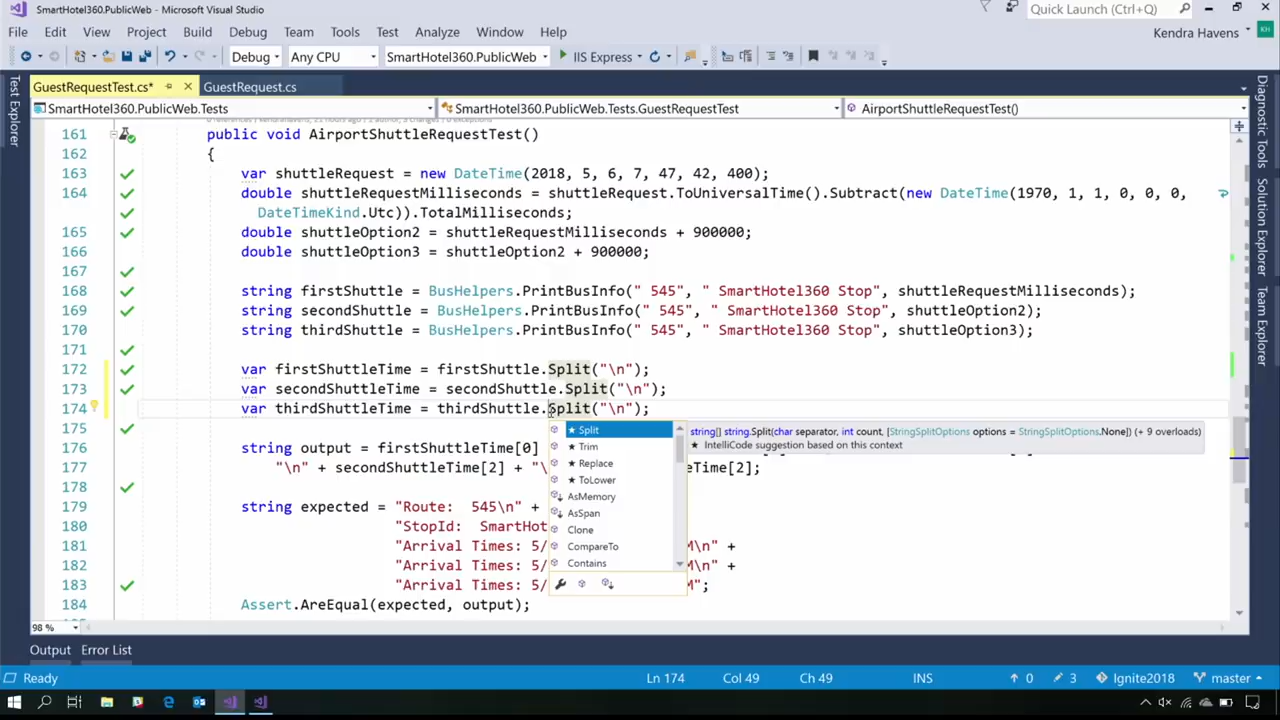 SmartHotel360.PublicWeb - Microsoft Visual Studio
Quick Launch (Ctrl+Q)
File Edit View Project Build Debug Team Tools Test Analyze Window Help
Kendra Havens
KH
Debug Any CPU SmartHotel360.PublicWeb IIS Express
GuestRequestTest.cs* GuestRequest.cs
SmartHotel360.PublicWeb.Tests SmartHotel360.PublicWeb.Tests.GuestRequestTest AirportShuttleRequestTest()
Test Explorer
Diagnostic Tools
Solution Explorer
Team Explorer
161 public void AirportShuttleRequestTest()
162 {
163 var shuttleRequest = new DateTime(2018, 5, 6, 7, 47, 42, 400);
164 double shuttleRequestMilliseconds = shuttleRequest.ToUniversalTime().Subtract(new DateTime(1970, 1, 1, 0, 0, 0,
DateTimeKind.Utc)).TotalMilliseconds;
165 double shuttleOption2 = shuttleRequestMilliseconds + 900000;
166 double shuttleOption3 = shuttleOption2 + 900000;
167
168 string firstShuttle = BusHelpers.PrintBusInfo(" 545", " SmartHotel360 Stop", shuttleRequestMilliseconds);
169 string secondShuttle = BusHelpers.PrintBusInfo(" 545", " SmartHotel360 Stop", shuttleOption2);
170 string thirdShuttle = BusHelpers.PrintBusInfo(" 545", " SmartHotel360 Stop", shuttleOption3);
171
172 var firstShuttleTime = firstShuttle.Split("\n");
173 var secondShuttleTime = secondShuttle.Split("\n");
174 var thirdShuttleTime = thirdShuttle.Split("\n");
175
176 string output = firstShuttleTime[0]
177 "\n" + secondShuttleTime[2] + "\ eTime[2];
178
179 string expected = "Route:  545\n" +
180 "StopId:  SmartHot
181 "Arrival Times: 5/ M\n" +
182 "Arrival Times: 5/ M\n" +
183 "Arrival Times: 5/ M";
184 Assert.AreEqual(expected, output);
★ Split
★ Trim
★ Replace
★ ToLower
AsMemory
AsSpan
Clone
CompareTo
Contains
string[] string.Split(char separator, int count, [StringSplitOptions options = StringSplitOptions.None]) (+ 9 overloads)
★ IntelliCode suggestion based on this context
98 %
Output Error List
Ready Ln 174 Col 49 Ch 49 INS 0 3 Ignite2018 master